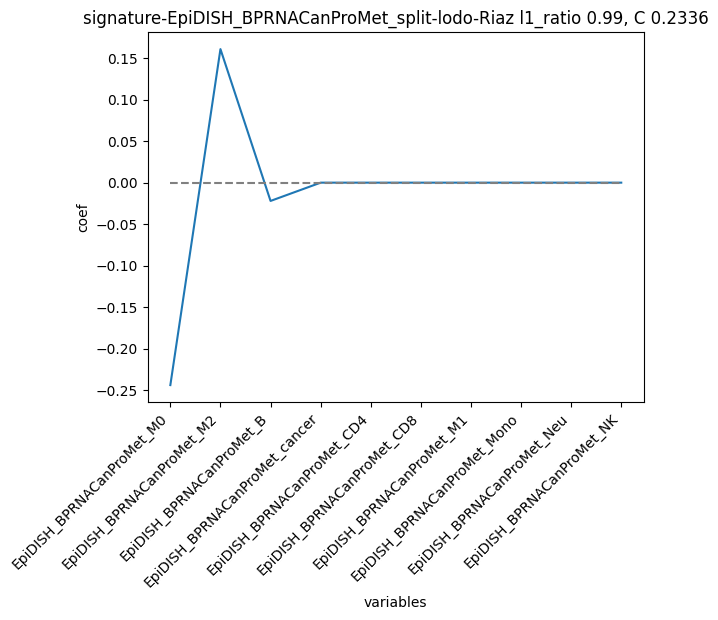 signature-EpiDISH_BPRNACanProMet_split-lodo-Riaz l1_ratio 0.99, C 0.2336
0.15
0.10
0.05
0.00
−0.05
−0.10
−0.15
−0.20
−0.25
coef
EpiDISH_BPRNACanProMet_M0
EpiDISH_BPRNACanProMet_M2
EpiDISH_BPRNACanProMet_B
EpiDISH_BPRNACanProMet_cancer
EpiDISH_BPRNACanProMet_CD4
EpiDISH_BPRNACanProMet_CD8
EpiDISH_BPRNACanProMet_M1
EpiDISH_BPRNACanProMet_Mono
EpiDISH_BPRNACanProMet_Neu
EpiDISH_BPRNACanProMet_NK
variables